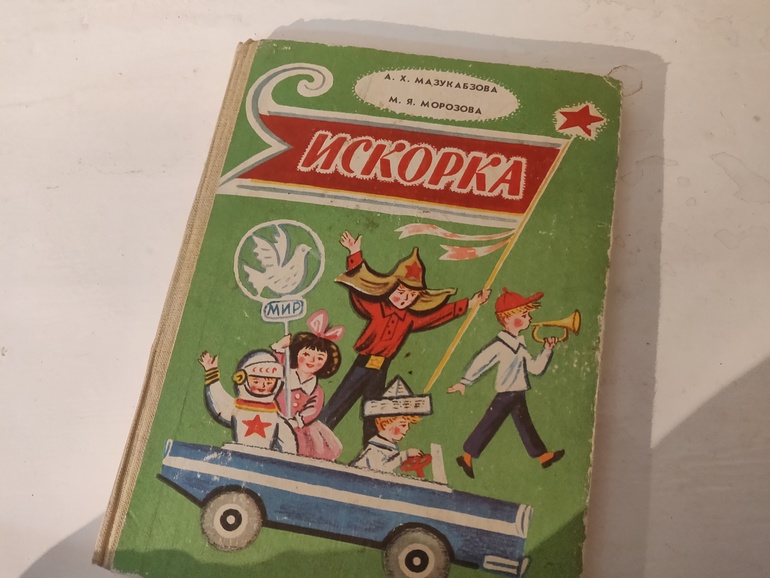 А. Х. МАЗУКАБЗОВА
М. Я. МОРОЗОВА
ИСКОРКА
МИР
СССР